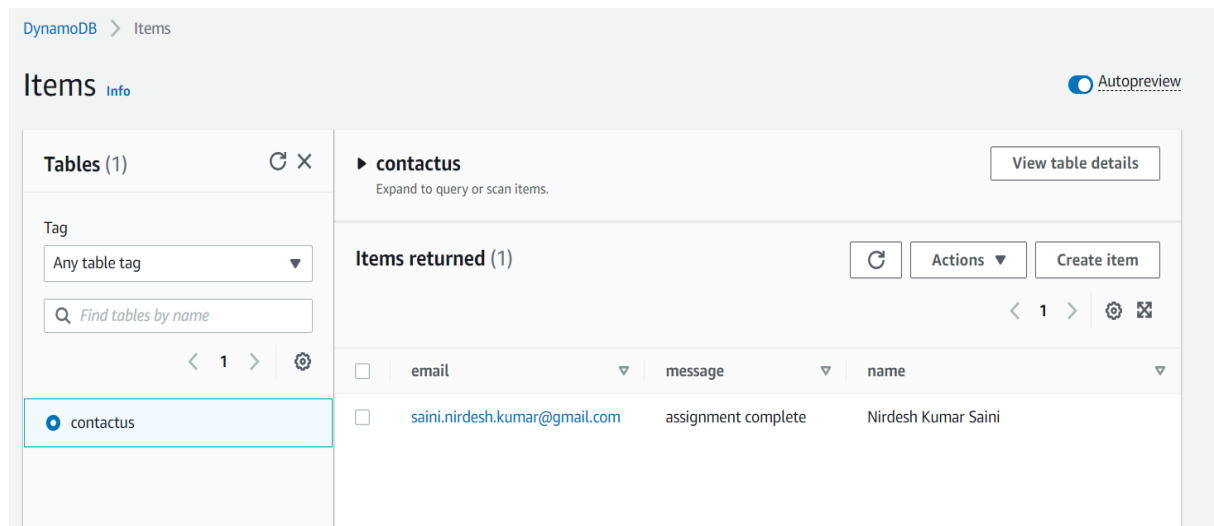 DynamoDB > Items
Items Info
Autopreview
Tables (1)
Tag
Any table tag
Find tables by name
1
contactus
contactus
Expand to query or scan items.
View table details
Items returned (1)
Actions
Create item
1
email message name
saini.nirdesh.kumar@gmail.com assignment complete Nirdesh Kumar Saini